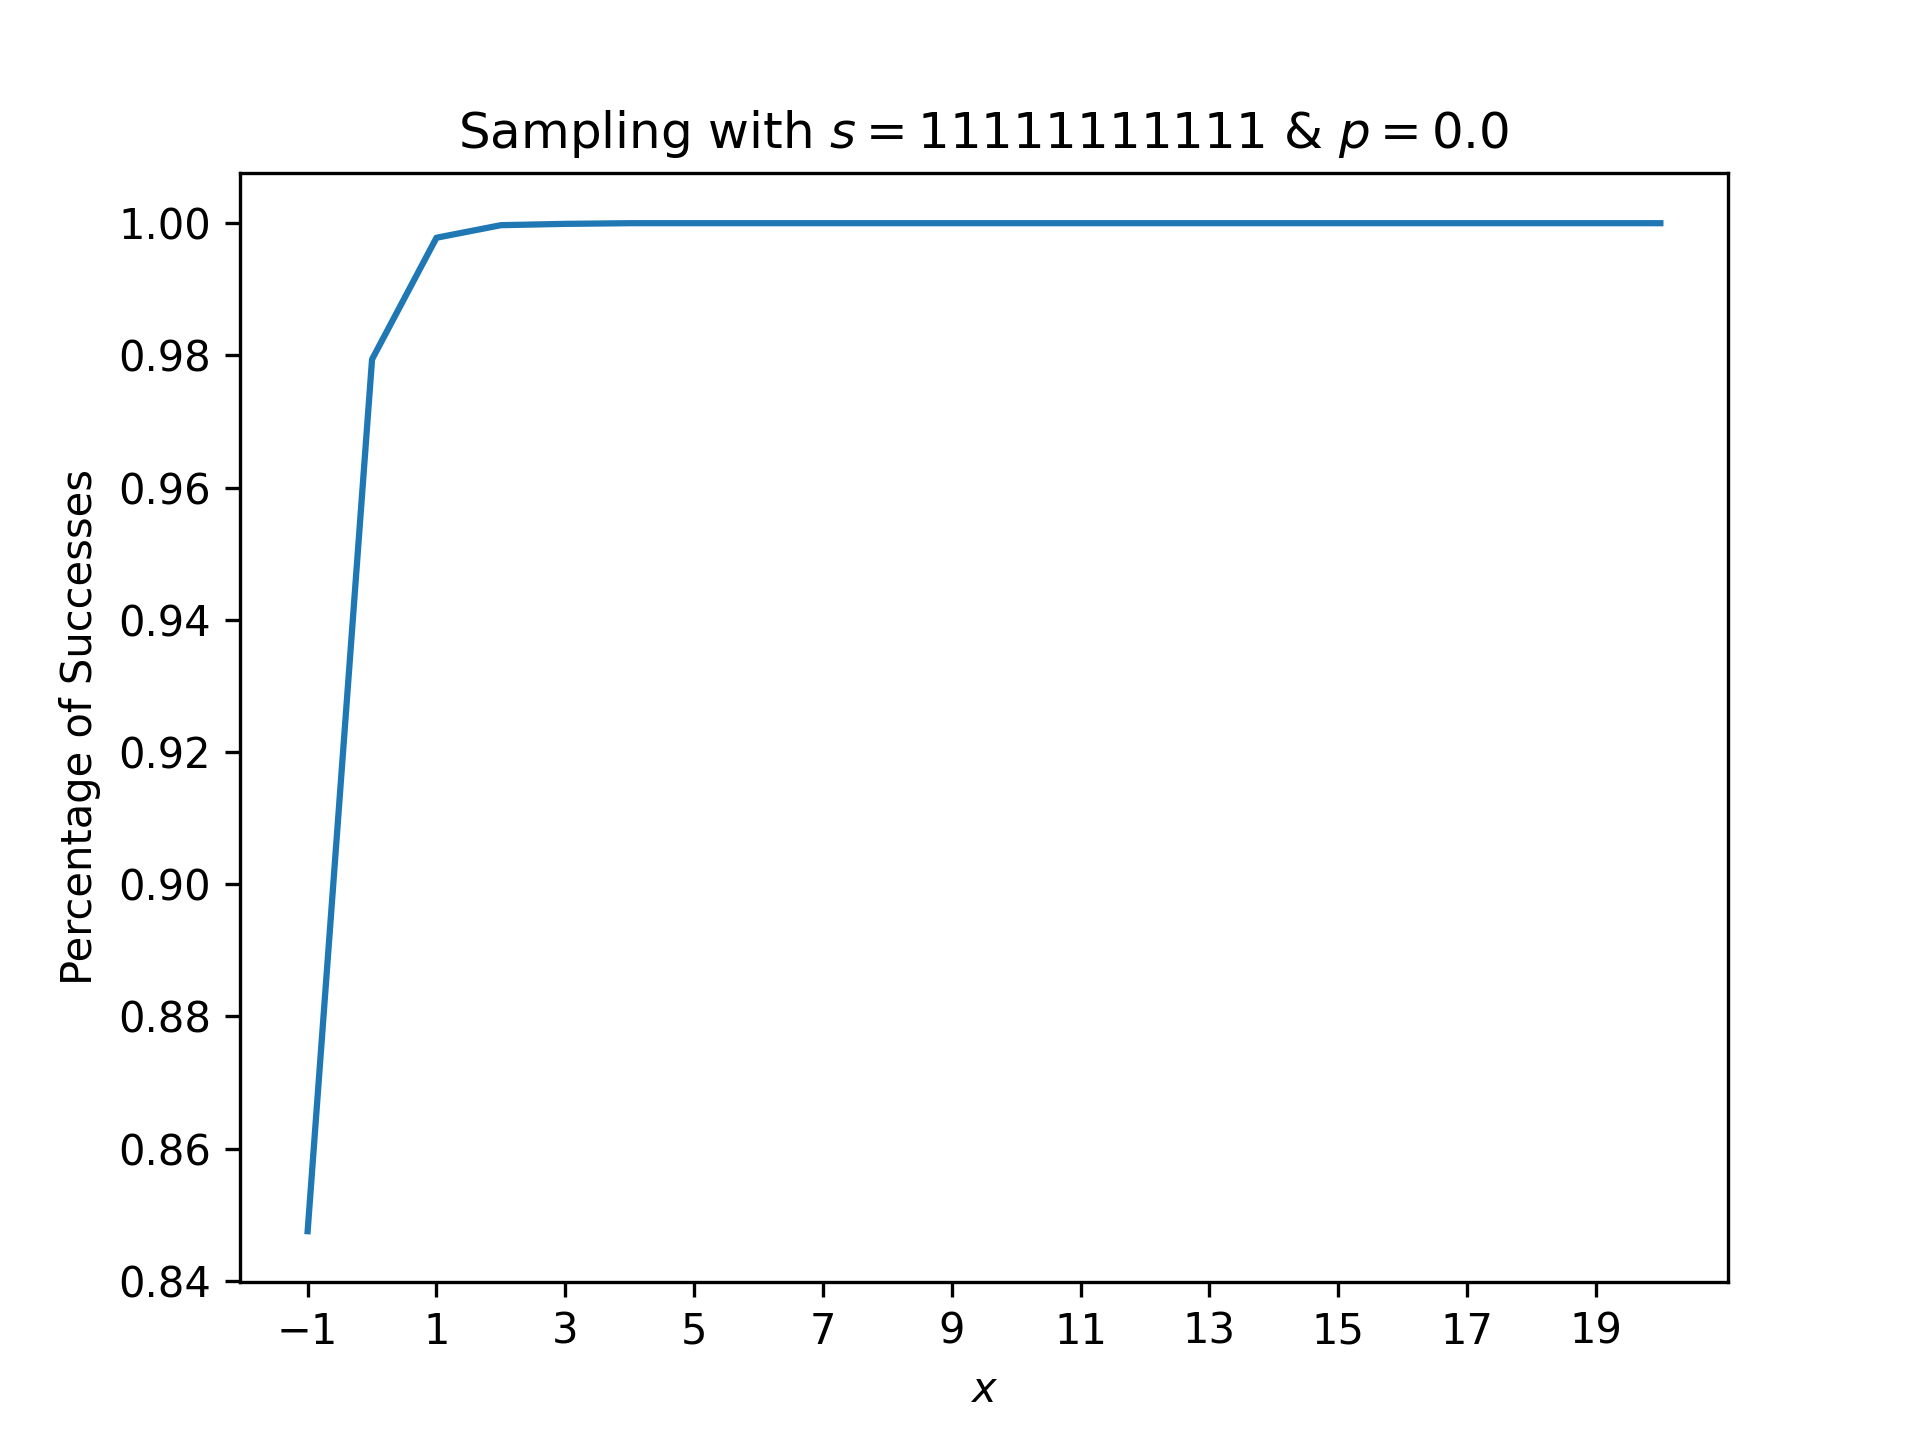 Sampling with s = 11111111111 & p = 0.0
Percentage of Successes
1.00
0.98
0.96
0.94
0.92
0.90
0.88
0.86
0.84
−1 1 3 5 7 9 11 13 15 17 19
x